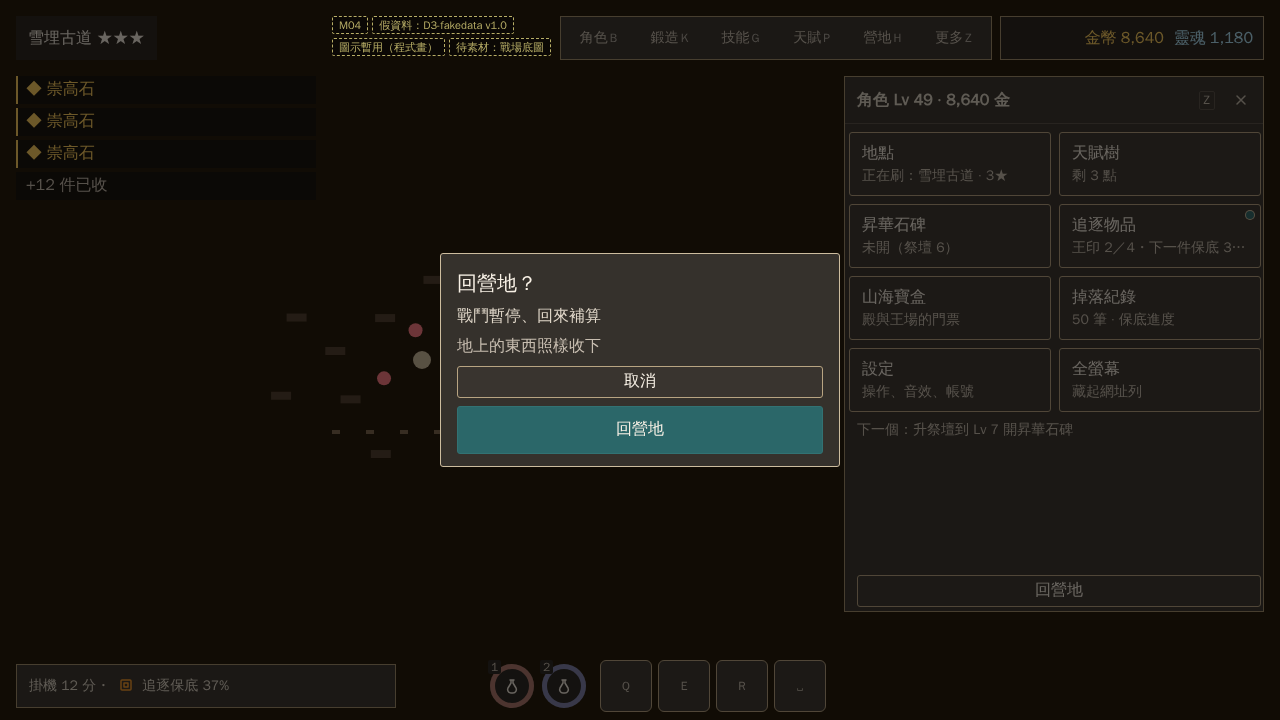 雪埋古道 ★★★
M04 假資料：D3-fakedata v1.0
圖示暫用（程式畫） 待素材：戰場底圖
角色B 鍛造K 技能G 天賦P 營地H 更多Z
金幣 8,640 靈魂 1,180
◆ 崇高石
◆ 崇高石
◆ 崇高石
+12 件已收
角色 Lv 49 · 8,640 金 Z ✕
地點
正在刷：雪埋古道 · 3★
天賦樹
剩 3 點
昇華石碑
未開（祭壇 6）
追逐物品
王印 2／4・下一件保底 3⋯
山海寶盒
殿與王場的門票
掉落紀錄
50 筆 · 保底進度
設定
操作、音效、帳號
全螢幕
藏起網址列
下一個：升祭壇到 Lv 7 開昇華石碑
回營地
回營地？
戰鬥暫停、回來補算
地上的東西照樣收下
取消
回營地
掛機 12 分・ 追逐保底 37%
1 2 Q E R ␣